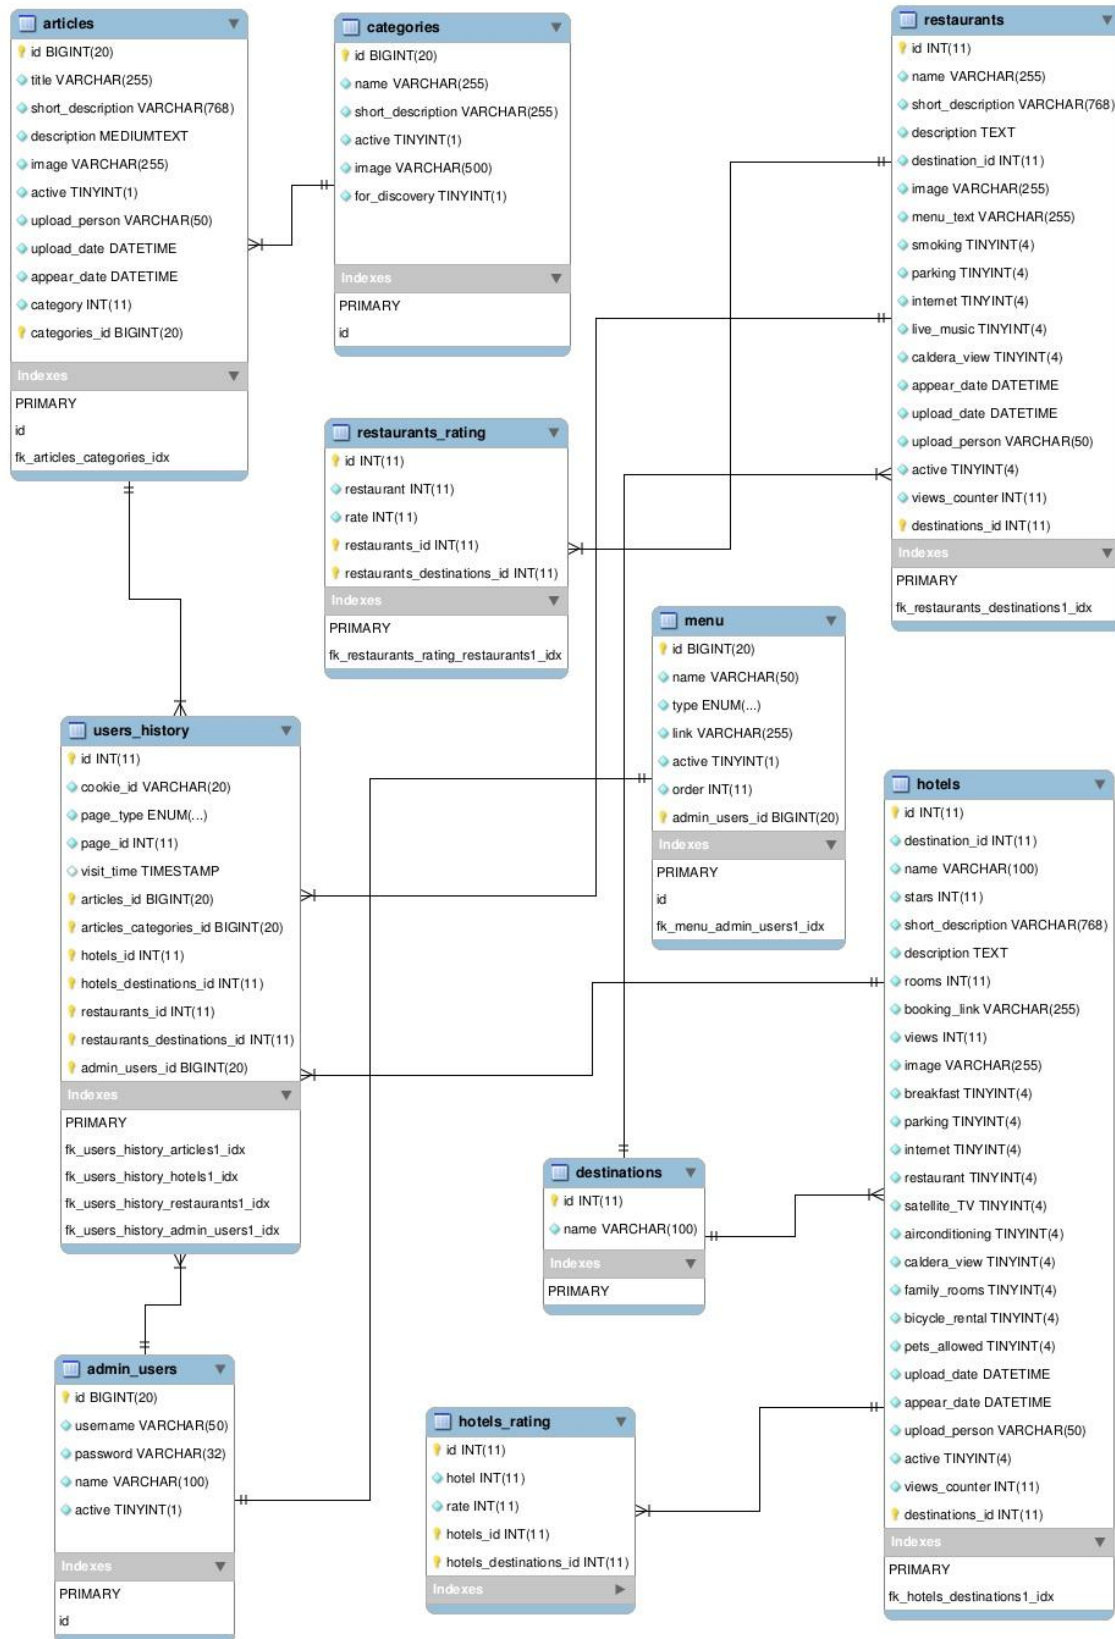 articles
id BIGINT(20)
title VARCHAR(255)
short_description VARCHAR(768)
description MEDIUMTEXT
image VARCHAR(255)
active TINYINT(1)
upload_person VARCHAR(50)
upload_date DATETIME
appear_date DATETIME
category INT(11)
categories_id BIGINT(20)
Indexes
PRIMARY
id
fk_articles_categories_idx
categories
id BIGINT(20)
name VARCHAR(255)
short_description VARCHAR(255)
active TINYINT(1)
image VARCHAR(500)
for_discovery TINYINT(1)
Indexes
PRIMARY
id
restaurants
id INT(11)
name VARCHAR(255)
short_description VARCHAR(768)
description TEXT
destination_id INT(11)
image VARCHAR(255)
menu_text VARCHAR(255)
smoking TINYINT(4)
parking TINYINT(4)
internet TINYINT(4)
live_music TINYINT(4)
caldera_view TINYINT(4)
appear_date DATETIME
upload_date DATETIME
upload_person VARCHAR(50)
active TINYINT(4)
views_counter INT(11)
destinations_id INT(11)
Indexes
PRIMARY
fk_restaurants_destinations1_idx
restaurants_rating
id INT(11)
restaurant INT(11)
rate INT(11)
restaurants_id INT(11)
restaurants_destinations_id INT(11)
Indexes
PRIMARY
fk_restaurants_rating_restaurants1_idx
menu
id BIGINT(20)
name VARCHAR(50)
type ENUM(...)
link VARCHAR(255)
active TINYINT(1)
order INT(11)
admin_users_id BIGINT(20)
Indexes
PRIMARY
id
fk_menu_admin_users1_idx
users_history
id INT(11)
cookie_id VARCHAR(20)
page_type ENUM(...)
page_id INT(11)
visit_time TIMESTAMP
articles_id BIGINT(20)
articles_categories_id BIGINT(20)
hotels_id INT(11)
hotels_destinations_id INT(11)
restaurants_id INT(11)
restaurants_destinations_id INT(11)
admin_users_id BIGINT(20)
Indexes
PRIMARY
fk_users_history_articles1_idx
fk_users_history_hotels1_idx
fk_users_history_restaurants1_idx
fk_users_history_admin_users1_idx
hotels
id INT(11)
destination_id INT(11)
name VARCHAR(100)
stars INT(11)
short_description VARCHAR(768)
description TEXT
rooms INT(11)
booking_link VARCHAR(255)
views INT(11)
image VARCHAR(255)
breakfast TINYINT(4)
parking TINYINT(4)
internet TINYINT(4)
restaurant TINYINT(4)
satellite_TV TINYINT(4)
airconditioning TINYINT(4)
caldera_view TINYINT(4)
family_rooms TINYINT(4)
bicycle_rental TINYINT(4)
pets_allowed TINYINT(4)
upload_date DATETIME
appear_date DATETIME
upload_person VARCHAR(50)
active TINYINT(4)
views_counter INT(11)
destinations_id INT(11)
Indexes
PRIMARY
fk_hotels_destinations1_idx
destinations
id INT(11)
name VARCHAR(100)
Indexes
PRIMARY
admin_users
id BIGINT(20)
username VARCHAR(50)
password VARCHAR(32)
name VARCHAR(100)
active TINYINT(1)
Indexes
PRIMARY
id
hotels_rating
id INT(11)
hotel INT(11)
rate INT(11)
hotels_id INT(11)
hotels_destinations_id INT(11)
Indexes